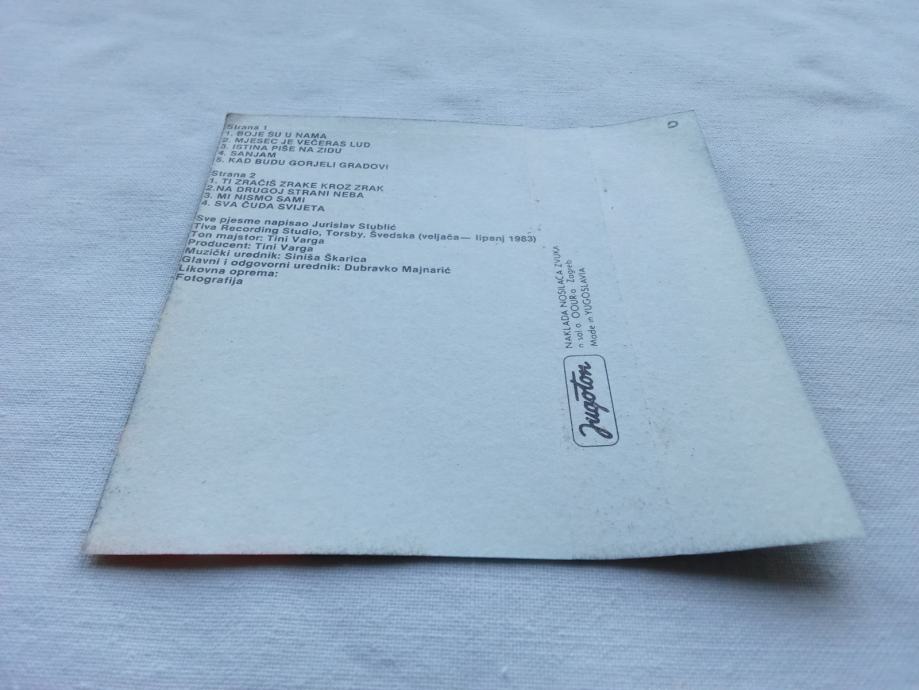 Strana 1
1. BOJE SU U NAMA
2. MJESEC JE VEČERAS LUD
3. ISTINA PIŠE NA ZIDU
4. SANJAM
5. KAD BUDU GORJELI GRADOVI
Strana 2
1. TI ZRAČIŠ ZRAKE KROZ ZRAK
2.NA DRUGOJ STRANI NEBA
3. MI NISMO SAMI
4. SVA ČUDA SVIJETA
Sve pjesme napisao Jurislav Stublić
Tiva Recording Studio, Torsby, Švedska (veljača— lipanj 1983)
Ton majstor: Tini Varga
Producent: Tini Varga
Muzički urednik: Siniša Škarica
Glavni i odgovorni urednik: Dubravko Majnarić
Likovna oprema:
Fotografija
Jugoton
NAKLADA NOSILACA ZVUKA
n sol o OOUR a Zagreb
Made in YUGOSLAVIA